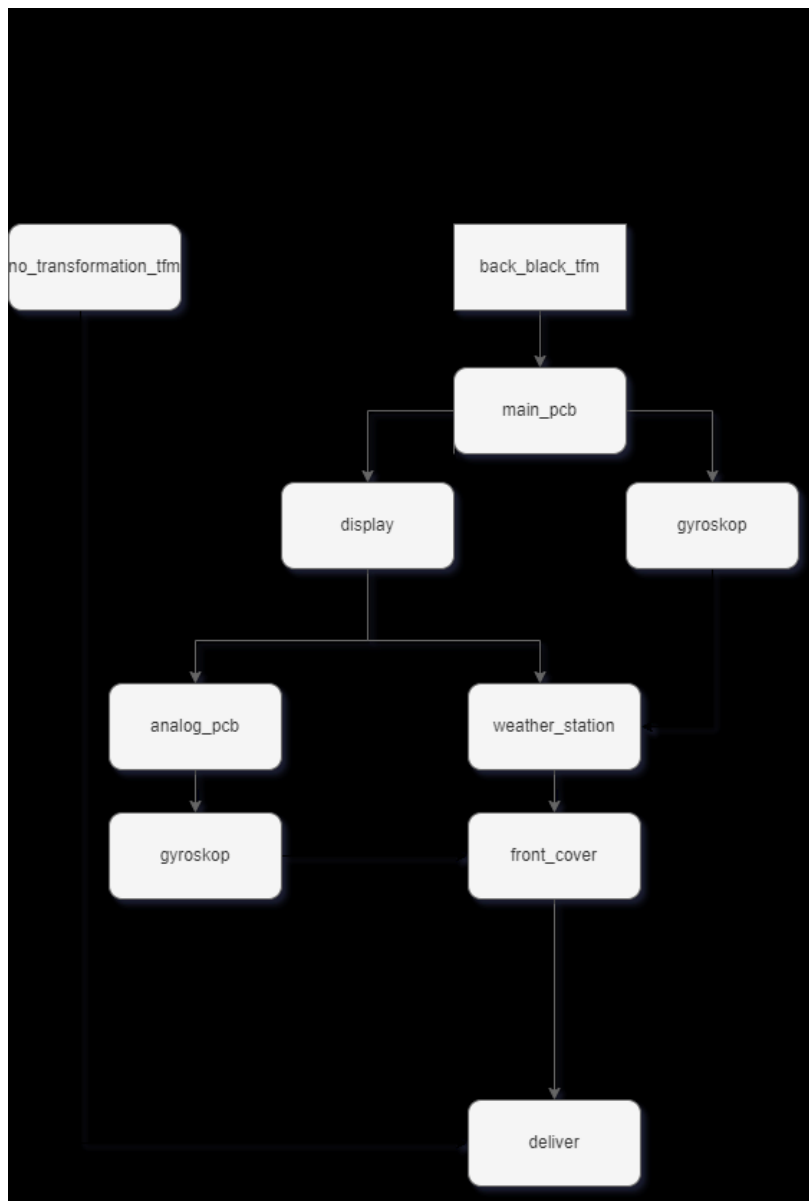 no_transformation_tfm
back_black_tfm
main_pcb
display
gyroskop
analog_pcb
weather_station
gyroskop
front_cover
deliver